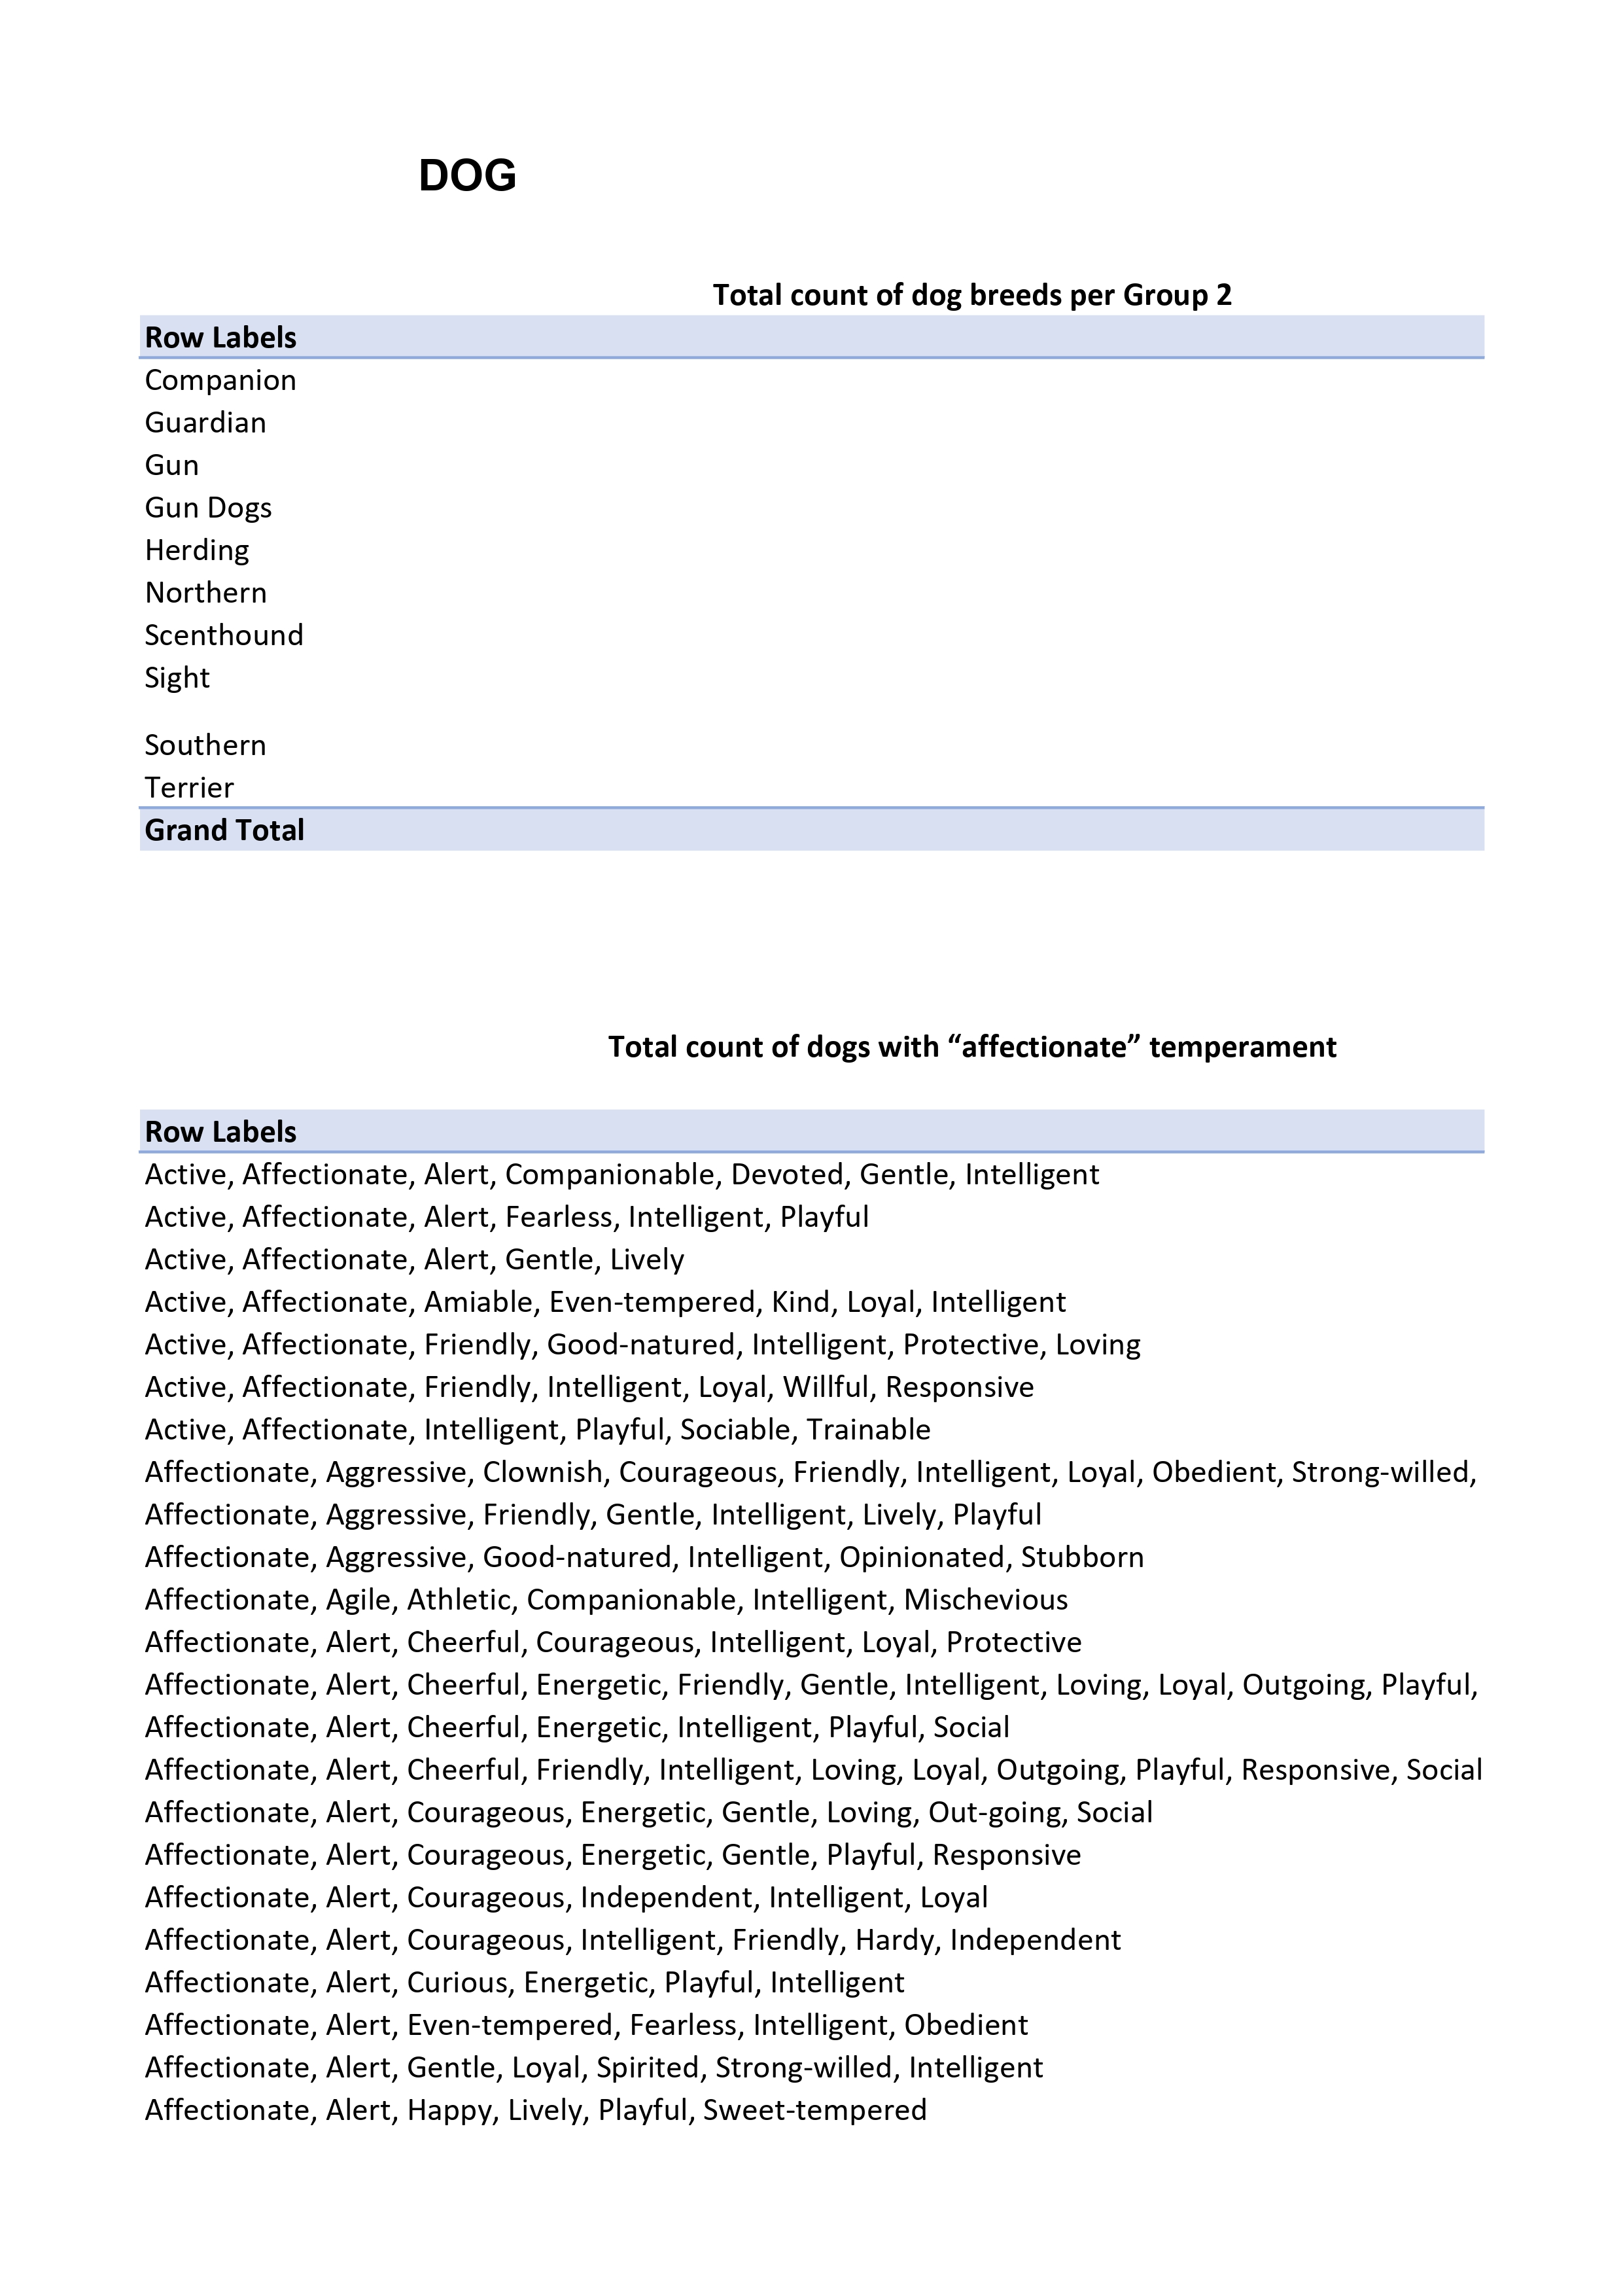 DOG
Total count of dog breeds per Group 2
Row Labels
Companion
Guardian
Gun
Gun Dogs
Herding
Northern
Scenthound
Sight
Southern
Terrier
Grand Total
Total count of dogs with “affectionate” temperament
Row Labels
Active, Affectionate, Alert, Companionable, Devoted, Gentle, Intelligent
Active, Affectionate, Alert, Fearless, Intelligent, Playful
Active, Affectionate, Alert, Gentle, Lively
Active, Affectionate, Amiable, Even-tempered, Kind, Loyal, Intelligent
Active, Affectionate, Friendly, Good-natured, Intelligent, Protective, Loving
Active, Affectionate, Friendly, Intelligent, Loyal, Willful, Responsive
Active, Affectionate, Intelligent, Playful, Sociable, Trainable
Affectionate, Aggressive, Clownish, Courageous, Friendly, Intelligent, Loyal, Obedient, Strong-willed,
Affectionate, Aggressive, Friendly, Gentle, Intelligent, Lively, Playful
Affectionate, Aggressive, Good-natured, Intelligent, Opinionated, Stubborn
Affectionate, Agile, Athletic, Companionable, Intelligent, Mischevious
Affectionate, Alert, Cheerful, Courageous, Intelligent, Loyal, Protective
Affectionate, Alert, Cheerful, Energetic, Friendly, Gentle, Intelligent, Loving, Loyal, Outgoing, Playful,
Affectionate, Alert, Cheerful, Energetic, Intelligent, Playful, Social
Affectionate, Alert, Cheerful, Friendly, Intelligent, Loving, Loyal, Outgoing, Playful, Responsive, Social
Affectionate, Alert, Courageous, Energetic, Gentle, Loving, Out-going, Social
Affectionate, Alert, Courageous, Energetic, Gentle, Playful, Responsive
Affectionate, Alert, Courageous, Independent, Intelligent, Loyal
Affectionate, Alert, Courageous, Intelligent, Friendly, Hardy, Independent
Affectionate, Alert, Curious, Energetic, Playful, Intelligent
Affectionate, Alert, Even-tempered, Fearless, Intelligent, Obedient
Affectionate, Alert, Gentle, Loyal, Spirited, Strong-willed, Intelligent
Affectionate, Alert, Happy, Lively, Playful, Sweet-tempered